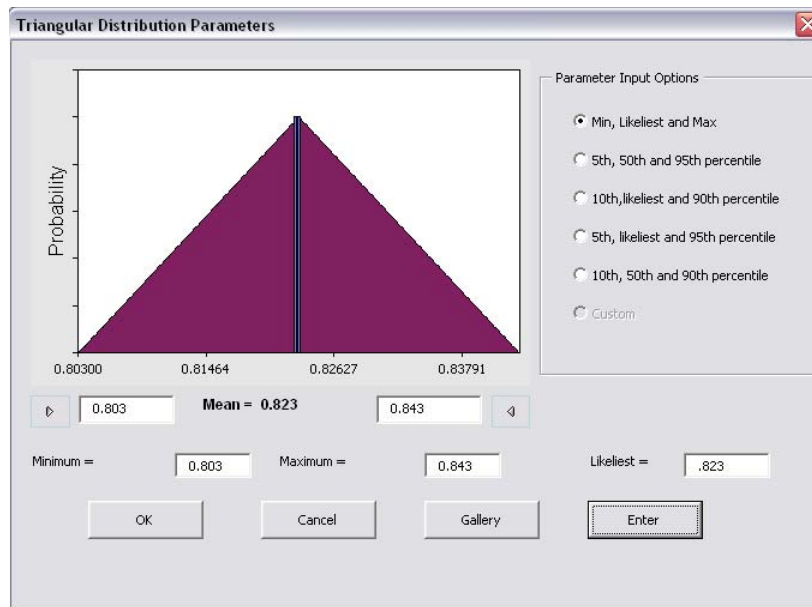 Triangular Distribution Parameters
Probability
0.80300 0.81464 0.82627 0.83791
0.803 Mean = 0.823 0.843
Parameter Input Options
Min, Likeliest and Max
5th, 50th and 95th percentile
10th,likeliest and 90th percentile
5th, likeliest and 95th percentile
10th, 50th and 90th percentile
Custom
Minimum = 0.803 Maximum = 0.843 Likeliest = .823
OK Cancel Gallery Enter